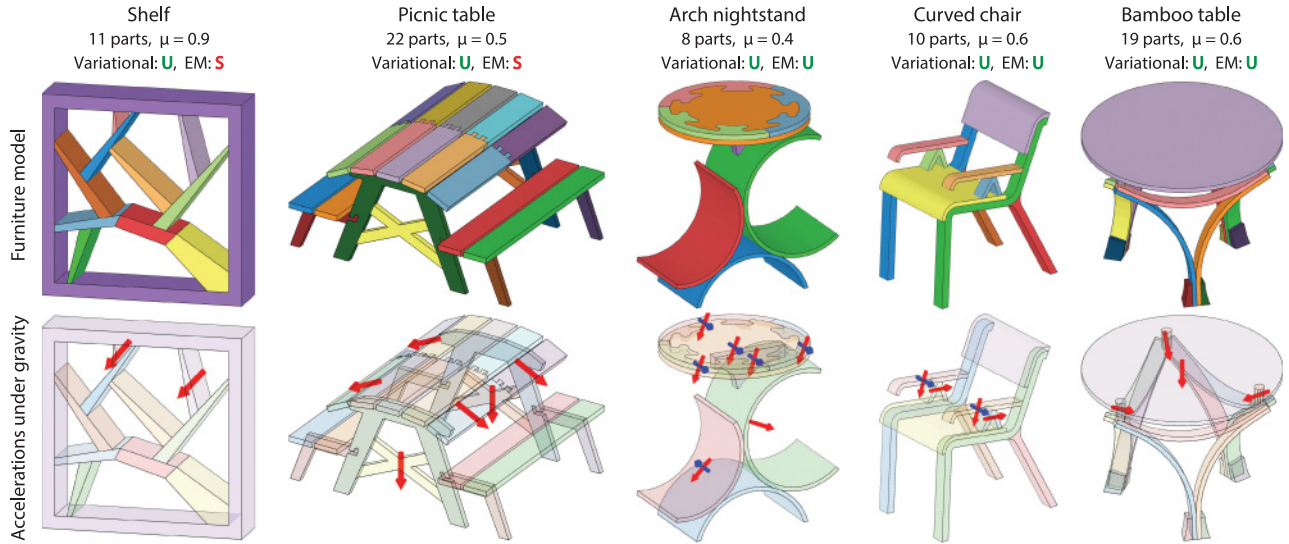 Shelf
11 parts, μ = 0.9
Variational: U, EM: S
Picnic table
22 parts, μ = 0.5
Variational: U, EM: S
Arch nightstand
8 parts, μ = 0.4
Variational: U, EM: U
Curved chair
10 parts, μ = 0.6
Variational: U, EM: U
Bamboo table
19 parts, μ = 0.6
Variational: U, EM: U
Furniture model
Accelerations under gravity